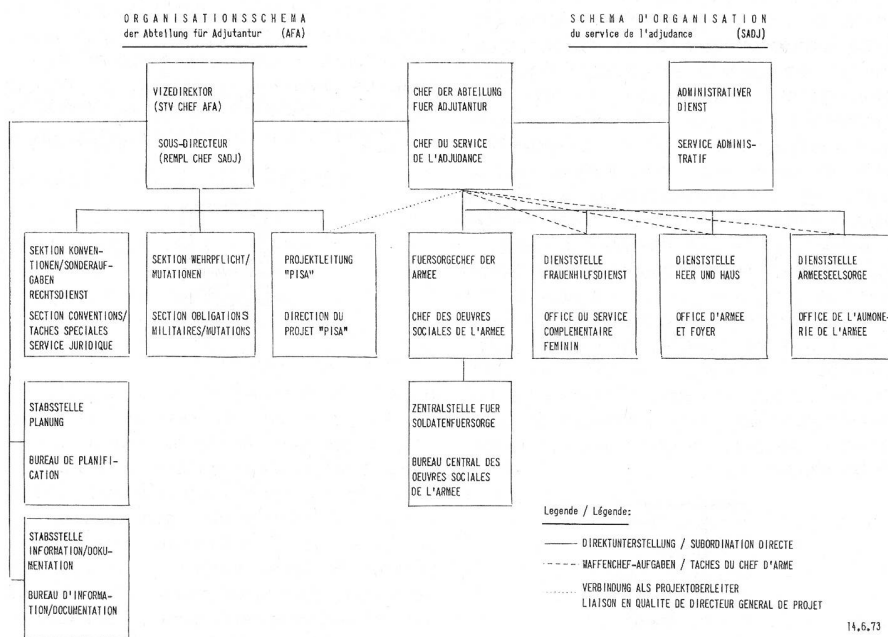 ORGANISATIONSSCHEMA
der Abteilung für Adjutantur (AFA)
SCHEMA D'ORGANISATION
du service de l'adjudance (SADJ)
VIZEDIREKTOR
(STV CHEF AFA)
SOUS-DIRECTEUR
(REMPL CHEF SADJ)
CHEF DER ABTEILUNG
FUER ADJUTANTUR
CHEF DU SERVICE
DE L'ADJUDANCE
ADMINISTRATIVER
DIENST
SERVICE ADMINIS-
TRATIF
SEKTION KONVEN-
TIONEN/SONDERAUF-
GABEN
RECHTSDIENST
SECTION CONVENTIONS/
TACHES SPECIALES
SERVICE JURIDIQUE
SEKTION WEHRPFLICHT/
MUTATIONEN
SECTION OBLIGATIONS
MILITAIRES/MUTATIONS
PROJEKTLEITUNG
"PISA"
DIRECTION DU
PROJET "PISA"
FUERSORGECHEF DER
ARMEE
CHEF DES OEUVRES
SOCIALES DE L'ARMEE
DIENSTSTELLE
FRAUENHILFSDIENST
OFFICE DU SERVICE
COMPLEMENTAIRE
FEMININ
DIENSTSTELLE
HEER UND HAUS
OFFICE D'ARMEE
ET FOYER
DIENSTSTELLE
ARMEESEELSORGE
OFFICE DE L'AUMONE-
RIE DE L'ARMEE
STABSSTELLE
PLANUNG
BUREAU DE PLANIFI-
CATION
ZENTRALSTELLE FUER
SOLDATENFUERSORGE
BUREAU CENTRAL DES
OEUVRES SOCIALES
DE L'ARMEE
STABSSTELLE
INFORMATION/DOKU-
MENTATION
BUREAU D'INFORMA-
TION/DOCUMENTATION
Legende / Légende:
DIREKTUNTERSTELLUNG / SUBORDINATION DIRECTE
WAFFENCHEF-AUFGABEN / TACHES DU CHEF D'ARME
VERBINDUNG ALS PROJEKTOBERLEITER
LIAISON EN QUALITE DE DIRECTEUR GENERAL DE PROJET
14.6.73